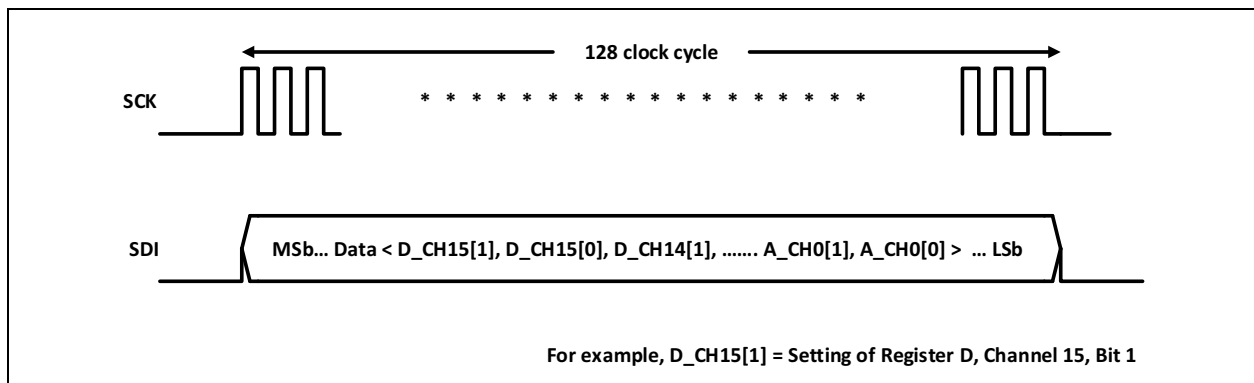 128 clock cycle
SCK
* * * * * * * * * * * * * * * * * *
SDI
MSb... Data < D_CH15[1], D_CH15[0], D_CH14[1], ....... A_CH0[1], A_CH0[0] > ... LSb
For example, D_CH15[1] = Setting of Register D, Channel 15, Bit 1